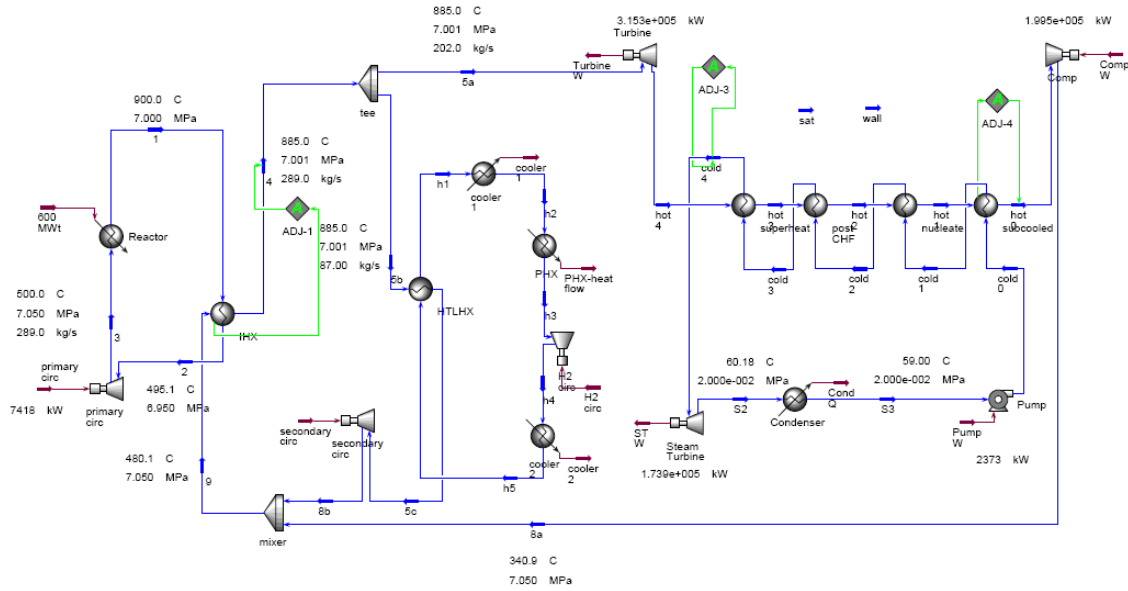 885.0 C
7.001 MPa
202.0 kg/s
5a
3.153e+005 kW
Turbine
Turbine
W
1.995e+005 kW
Comp
Comp
W
ADJ-3
ADJ-4
sat
wall
tee
900.0 C
7.000 MPa
1
885.0 C
7.001 MPa
289.0 kg/s
4
ADJ-1
885.0 C
7.001 MPa
87.00 kg/s
5b
600
MWt
Reactor
500.0 C
7.050 MPa
289.0 kg/s
3
IHX
2
primary
circ
7418 kW
primary
circ
495.1 C
6.950 MPa
480.1 C
7.050 MPa
9
h1
cooler
1
cooler
1
h2
PHX
PHX-heat
flow
h3
HTLHX
H2
circ
H2
circ
h4
cooler
2
cooler
2
h5
secondary
circ
secondary
circ
8b
5c
mixer
8a
340.9 C
7.050 MPa
cold
4
hot
4
hot
3
superheat
hot
2
post
CHF
hot
1
nucleate
hot
0
subcooled
cold
3
cold
2
cold
1
cold
0
60.18 C
2.000e-002 MPa
59.00 C
2.000e-002 MPa
Cond
Q
S2
Condenser
S3
Pump
Pump
W
2373 kW
ST
W
Steam
Turbine
1.739e+005 kW